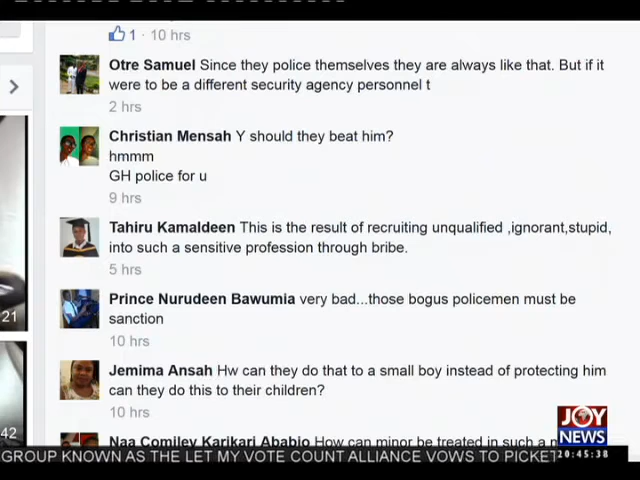 1 · 10 hrs
Otre Samuel Since they police themselves they are always like that. But if it
were to be a different security agency personnel t
2 hrs
Christian Mensah Y should they beat him?
hmmm
GH police for u
9 hrs
Tahiru Kamaldeen This is the result of recruiting unqualified ,ignorant,stupid,
into such a sensitive profession through bribe.
5 hrs
21
Prince Nurudeen Bawumia very bad...those bogus policemen must be
sanction
10 hrs
Jemima Ansah Hw can they do that to a small boy instead of protecting him
can they do this to their children?
10 hrs
42
Naa Comiley Karikari Ababio How can minor be treated in such a
JOY
NEWS
20:45:38
GROUP KNOWN AS THE LET MY VOTE COUNT ALLIANCE VOWS TO PICKET